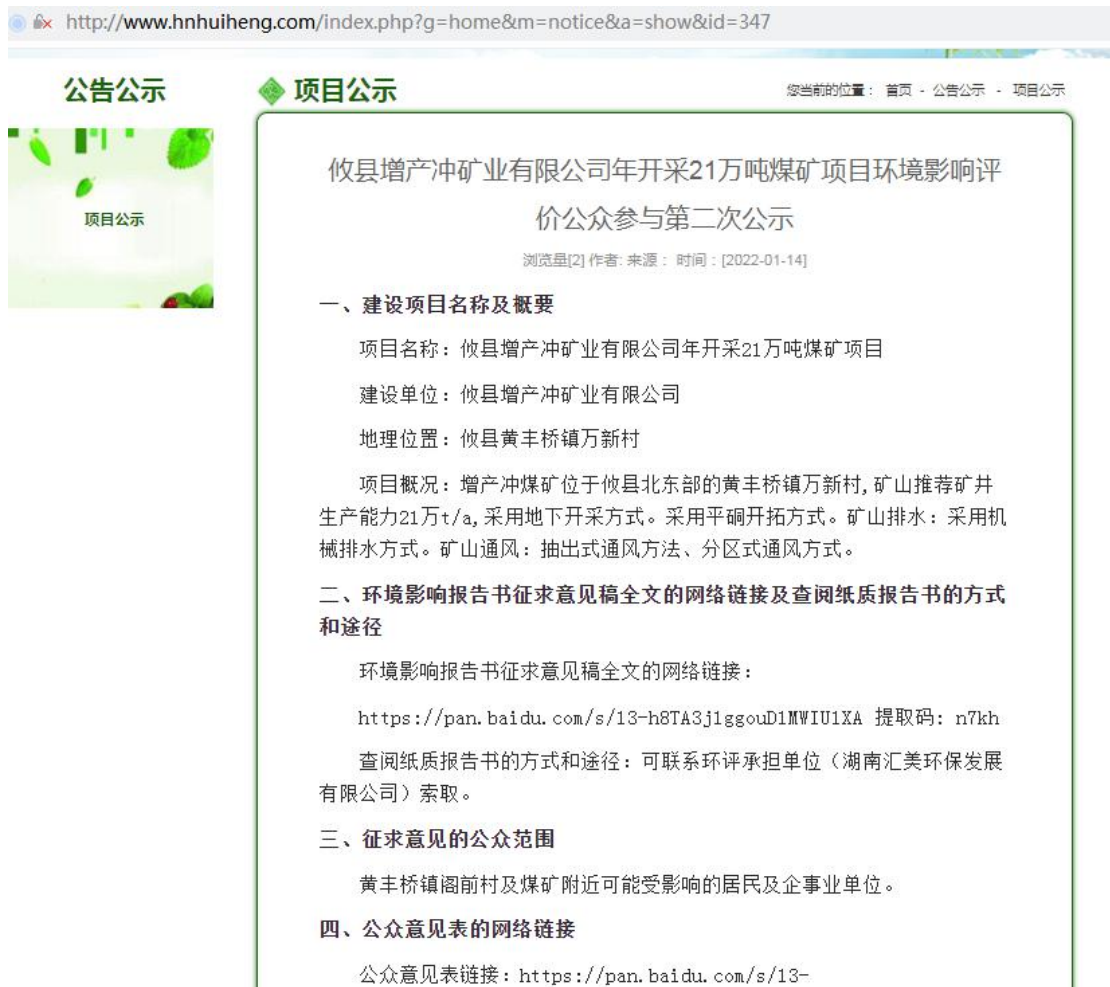 http://www.hnhuiheng.com/index.php?g=home&m=notice&a=show&id=347
公告公示
项目公示
项目公示
您当前的位置： 首页 - 公告公示 - 项目公示
攸县增产冲矿业有限公司年开采21万吨煤矿项目环境影响评
价公众参与第二次公示
浏览量[2] 作者: 来源： 时间：[2022-01-14]
一、建设项目名称及概要
项目名称：攸县增产冲矿业有限公司年开采21万吨煤矿项目
建设单位：攸县增产冲矿业有限公司
地理位置：攸县黄丰桥镇万新村
项目概况：增产冲煤矿位于攸县北东部的黄丰桥镇万新村,矿山推荐矿井
生产能力21万t/a,采用地下开采方式。采用平硐开拓方式。矿山排水：采用机
械排水方式。矿山通风：抽出式通风方法、分区式通风方式。
二、环境影响报告书征求意见稿全文的网络链接及查阅纸质报告书的方式
和途径
环境影响报告书征求意见稿全文的网络链接：
https://pan.baidu.com/s/13-h8TA3j1ggouD1MWIU1XA 提取码: n7kh
查阅纸质报告书的方式和途径：可联系环评承担单位（湖南汇美环保发展
有限公司）索取。
三、征求意见的公众范围
黄丰桥镇阁前村及煤矿附近可能受影响的居民及企事业单位。
四、公众意见表的网络链接
公众意见表链接：https://pan.baidu.com/s/13-